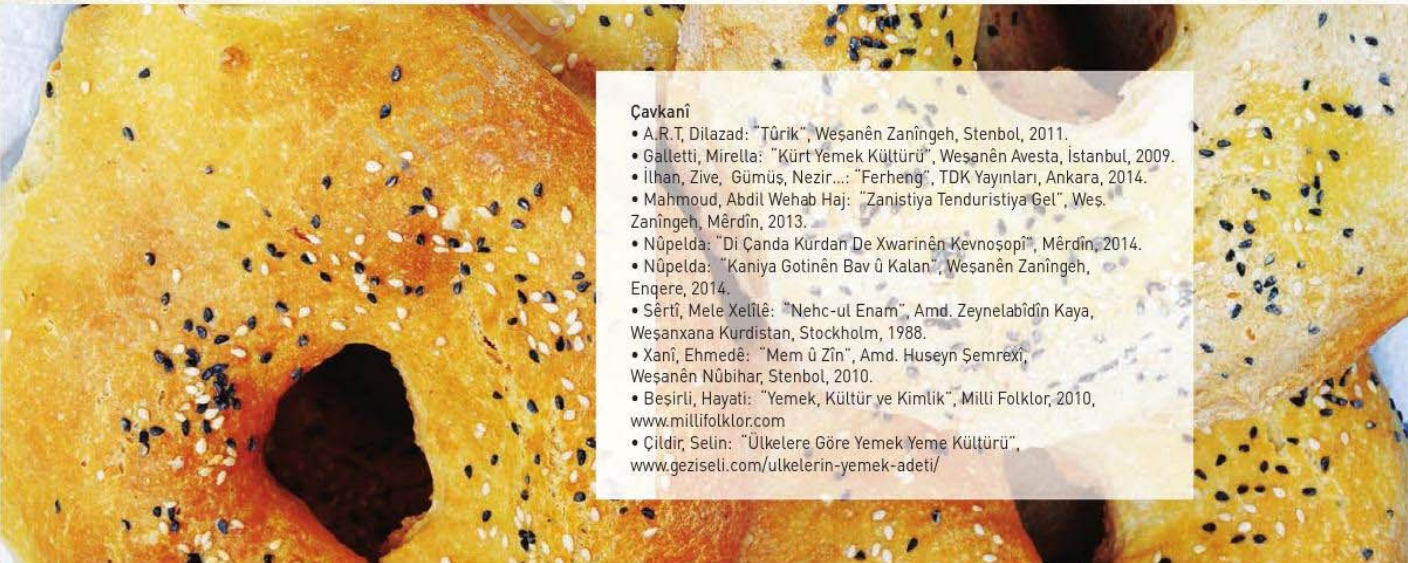 Institu
Çavkanî
• A.R.T, Dilazad: "Tûrik", Weşanên Zanîngeh, Stenbol, 2011.
• Galletti, Mirella: "Kürt Yemek Kültürü", Weşanên Avesta, İstanbul, 2009.
• İlhan, Zive, Gümüş, Nezir...: "Ferheng", TDK Yayınları, Ankara, 2014.
• Mahmoud, Abdil Wehab Haj: "Zanistiya Tenduristiya Gel", Weş.
Zanîngeh, Mêrdîn, 2013.
• Nûpelda: "Di Çanda Kurdan De Xwarinên Kevnoşopî", Mêrdîn, 2014.
• Nûpelda: "Kaniya Gotinên Bav û Kalan", Weşanên Zanîngeh,
Enqere, 2014.
• Sêrtî, Mele Xelîlê: "Nehc-ul Enam", Amd. Zeynelabîdîn Kaya,
Weşanxana Kurdistan, Stockholm, 1988.
• Xanî, Ehmedê: "Mem û Zîn", Amd. Huseyn Şemrexî,
Weşanên Nûbihar, Stenbol, 2010.
• Beşirli, Hayati: "Yemek, Kültür ve Kimlik", Milli Folklor, 2010,
www.millifolklor.com
• Çildir, Selin: "Ülkelere Göre Yemek Yeme Kültürü",
www.geziseli.com/ulkelerin-yemek-adeti/